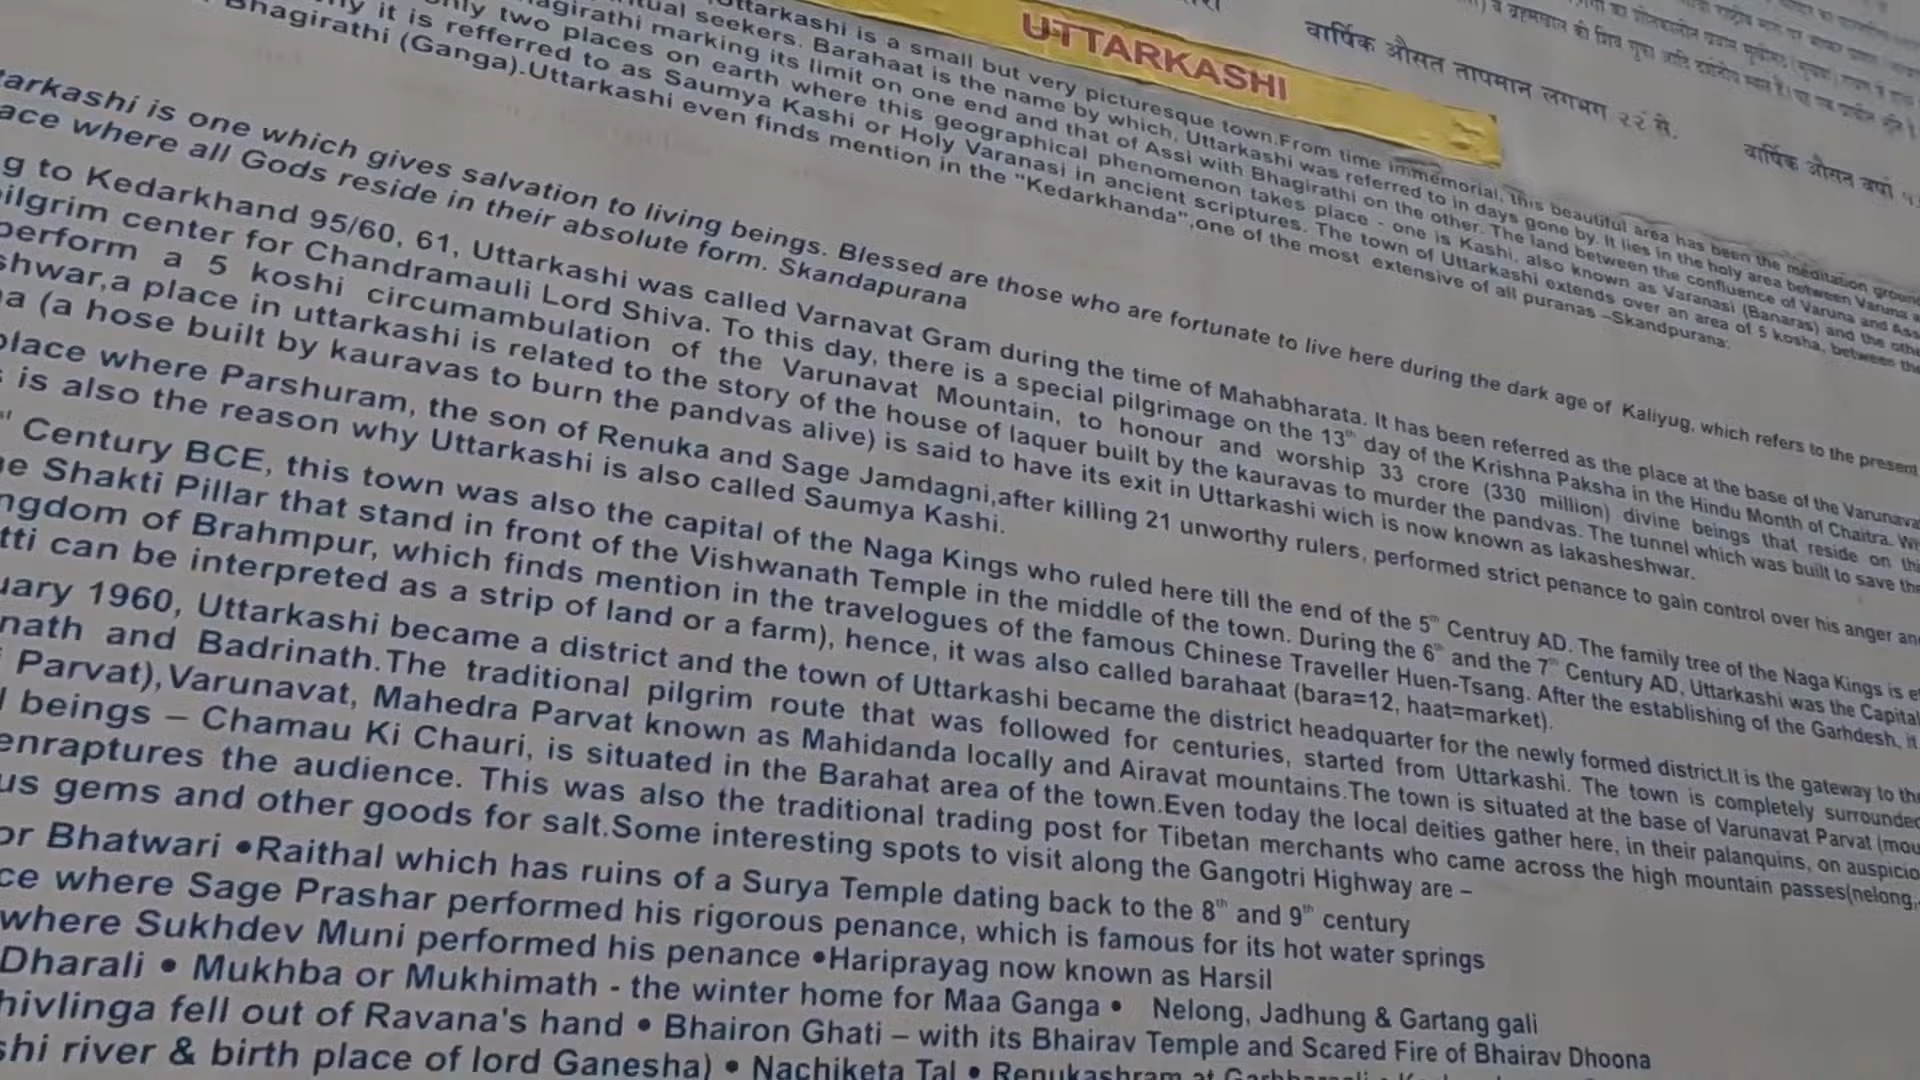 UTTARKASHI
वार्षिक औसत तापमान लगभग २२ से.
वार्षिक औसत वर्षा
Uttarkashi is a small but very picturesque town.From time immemorial, this beautiful area has been the meditation ground
seekers. Barahaat is the name by which, Uttarkashi was referred to in days gone by. It lies in the holy area between Varuna
marking its limit on one end and that of Assi with Bhagirathi on the other. The land between the confluence of Varuna and Assi
only two places on earth where this geographical phenomenon takes place - one is Kashi, also known as Varanasi (Banaras) and the
it is refferred to as Saumya Kashi or Holy Varanasi in ancient scriptures. The town of Uttarkashi extends over an area of 5 kosha, between the
Bhagirathi (Ganga).Uttarkashi even finds mention in the "Kedarkhanda",one of the most extensive of all puranas –Skandpurana:
is one which gives salvation to living beings. Blessed are those who are fortunate to live here during the dark age of Kaliyug, which refers to the present
where all Gods reside in their absolute form. Skandapurana
to Kedarkhand 95/60, 61, Uttarkashi was called Varnavat Gram during the time of Mahabharata. It has been referred as the place at the base of the
center for Chandramauli Lord Shiva. To this day, there is a special pilgrimage on the 13th day of the Krishna Paksha in the Hindu Month of Chaitra.
perform a 5 koshi circumambulation of the Varunavat Mountain, to honour and worship 33 crore (330 million) divine beings that reside on
a place in uttarkashi is related to the story of the house of laquer built by the kauravas to murder the pandvas. The tunnel which was built to save the
(a hose built by kauravas to burn the pandvas alive) is said to have its exit in Uttarkashi wich is now known as lakasheshwar.
place where Parshuram, the son of Renuka and Sage Jamdagni,after killing 21 unworthy rulers, performed strict penance to gain control over his anger
is also the reason why Uttarkashi is also called Saumya Kashi.
Century BCE, this town was also the capital of the Naga Kings who ruled here till the end of the 5th Centruy AD. The family tree of the Naga Kings is
Shakti Pillar that stand in front of the Vishwanath Temple in the middle of the town. During the 6th and the 7th Century AD, Uttarkashi was the Capital
of Brahmpur, which finds mention in the travelogues of the famous Chinese Traveller Huen-Tsang. After the establishing of the Garhdesh, it
can be interpreted as a strip of land or a farm), hence, it was also called barahaat (bara=12, haat=market).
1960, Uttarkashi became a district and the town of Uttarkashi became the district headquarter for the newly formed district.It is the gateway to the
and Badrinath.The traditional pilgrim route that was followed for centuries, started from Uttarkashi. The town is completely surrounded
Parvat),Varunavat, Mahedra Parvat known as Mahidanda locally and Airavat mountains.The town is situated at the base of Varunavat Parvat
beings – Chamau Ki Chauri, is situated in the Barahat area of the town.Even today the local deities gather here, in their palanquins, on
enraptures the audience. This was also the traditional trading post for Tibetan merchants who came across the high mountain passes(nelong,
gems and other goods for salt.Some interesting spots to visit along the Gangotri Highway are –
or Bhatwari •Raithal which has ruins of a Surya Temple dating back to the 8th and 9th century
where Sage Prashar performed his rigorous penance, which is famous for its hot water springs
where Sukhdev Muni performed his penance •Hariprayag now known as Harsil
Dharali • Mukhba or Mukhimath - the winter home for Maa Ganga • Nelong, Jadhung & Gartang gali
fell out of Ravana's hand • Bhairon Ghati – with its Bhairav Temple and Scared Fire of Bhairav Dhoona
river & birth place of lord Ganesha) • Nachiketa Tal •